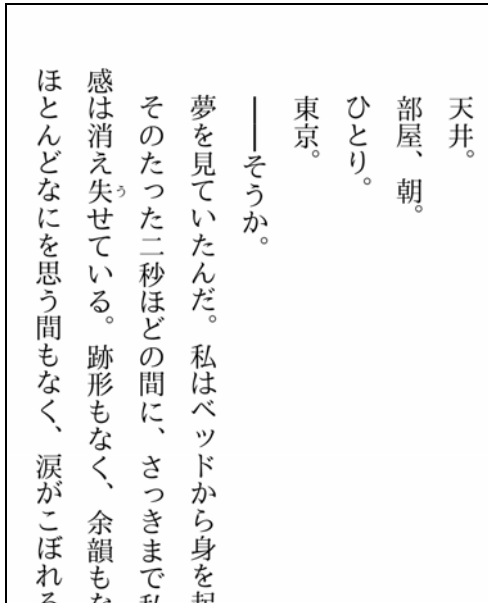 天井。
部屋、朝。
ひとり。
東京。
――そうか。
夢を見ていたんだ。私はベッドから身を起
そのたった二秒ほどの間に、さっきまで私
感は消え失せている。跡形もなく、余韻もな
ほとんどなにを思う間もなく、涙がこぼれる